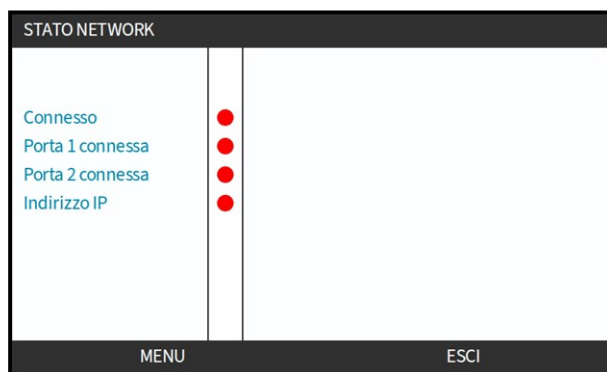 STATO NETWORK
Connesso
Porta 1 connessa
Porta 2 connessa
Indirizzo IP
MENU
ESCI